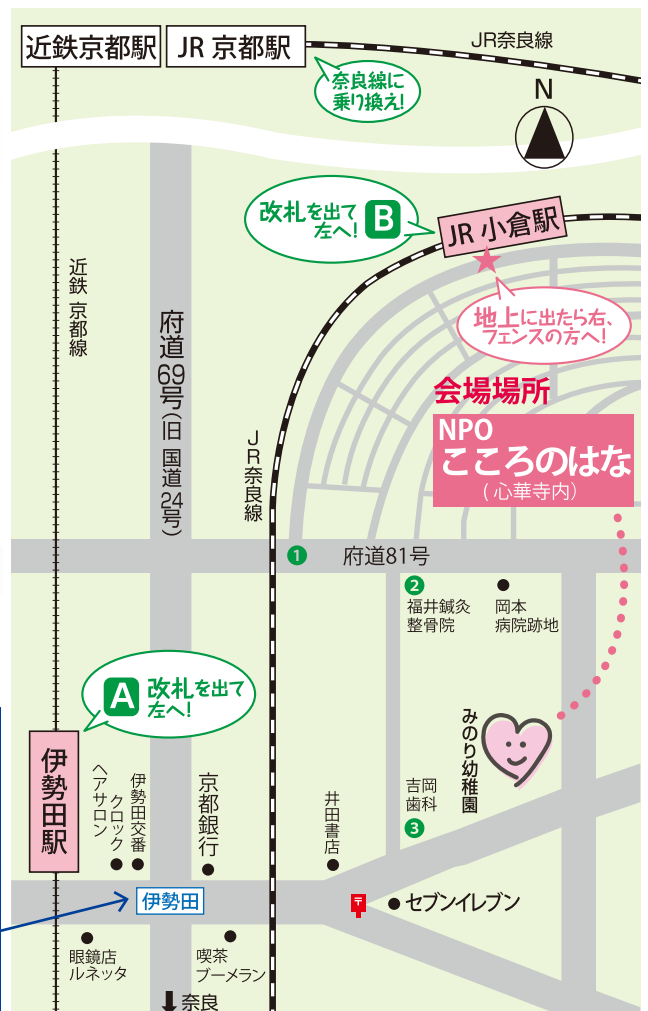 近鉄京都駅
JR 京都駅
JR奈良線
奈良線に
乗り換え!
N
改札を出て
左へ!
B
JR 小倉駅
近鉄 京都線
地上に出たら右、
フェンスの方へ!
府道69号(旧 国道24号)
会場場所
NPO
こころのはな
(心華寺内)
JR奈良線
1
府道81号
2
福井鍼灸
整骨院
岡本
病院跡地
A
改札を出て
左へ!
みのり幼稚園
伊勢田駅
ヘアサロン
クロック
伊勢田交番
京都銀行
井田書店
吉岡
歯科
3
伊勢田
〒
セブンイレブン
眼鏡店
ルネッタ
喫茶
ブーメラン
奈良